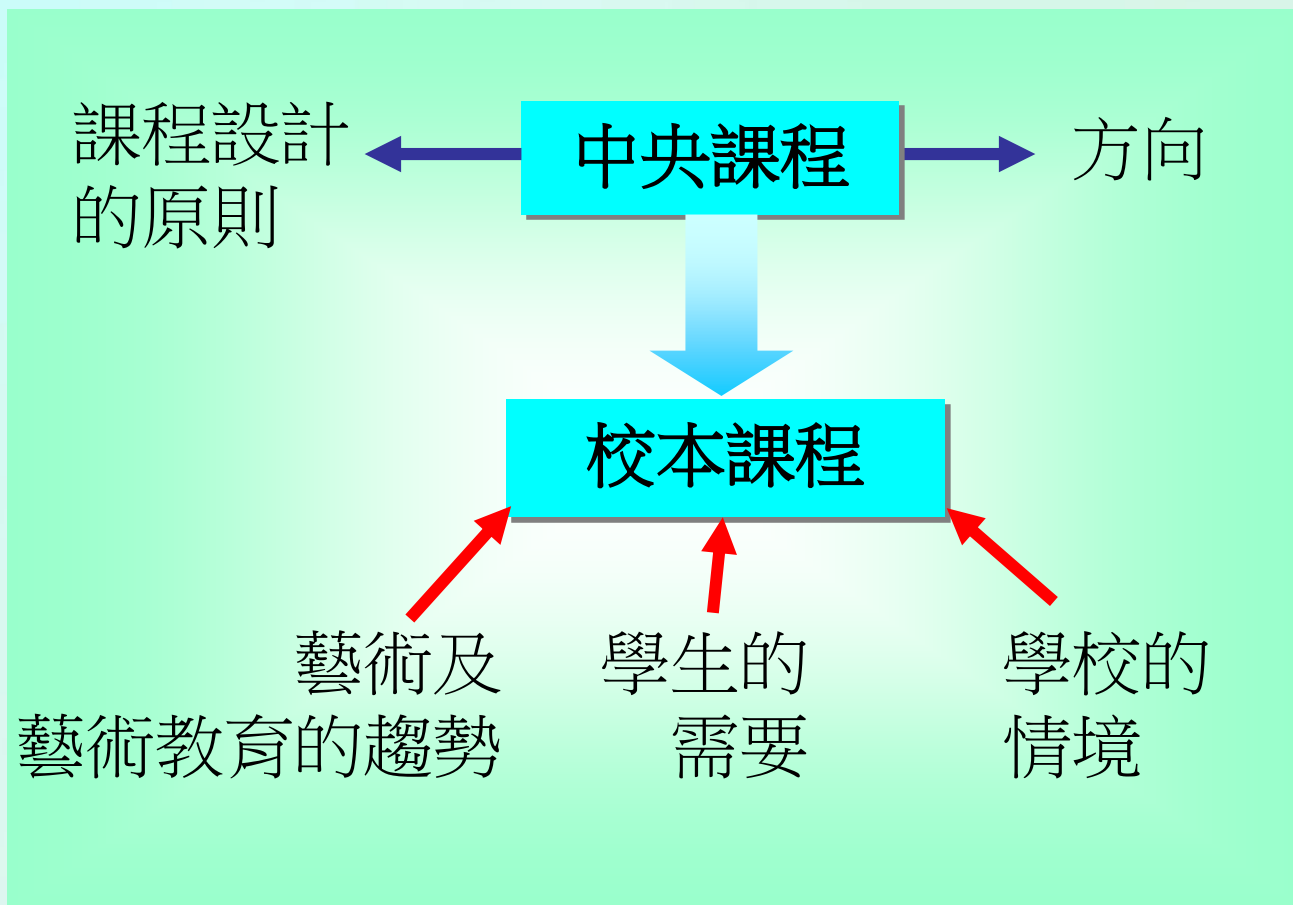 課程設計
的原則
中央課程
方向
校本課程
藝術及
藝術教育的趨勢
學生的
需要
學校的
情境